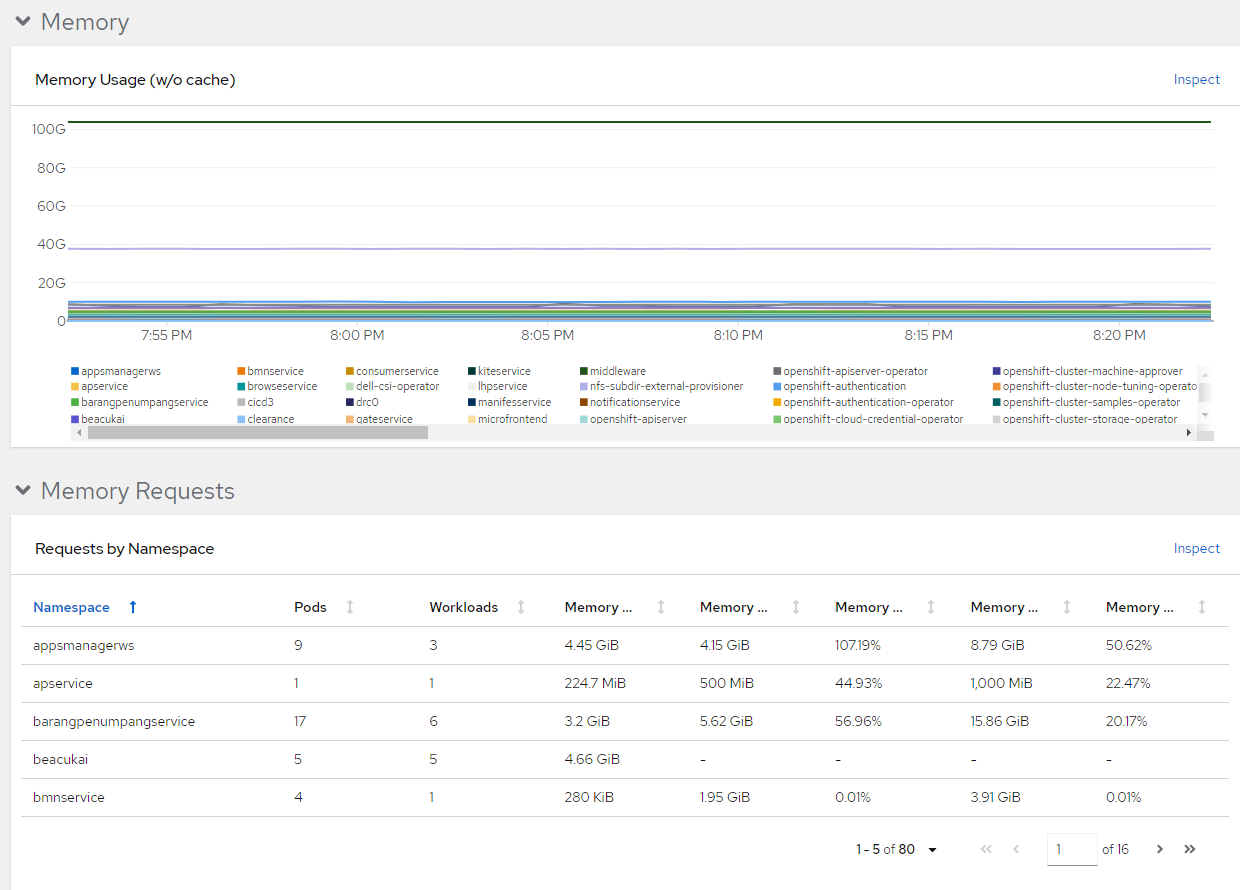 Memory
Memory Usage (w/o cache) Inspect
100G
80G
60G
40G
20G
0
7:55 PM 8:00 PM 8:05 PM 8:10 PM 8:15 PM 8:20 PM
appsmanagerws bmnservice consumerservice kiteservice middleware openshift-apiserver-operator openshift-cluster-machine-approver
apservice browseservice dell-csi-operator lhpservice nfs-subdir-external-provisioner openshift-authentication openshift-cluster-node-tuning-operato
barangpenumpangservice cicd3 drc0 manifesservice notificationservice openshift-authentication-operator openshift-cluster-samples-operator
beacukai clearance gateservice microfrontend openshift-apiserver openshift-cloud-credential-operator openshift-cluster-storage-operator
Memory Requests
Requests by Namespace Inspect
Namespace Pods Workloads Memory ... Memory ... Memory ... Memory ... Memory ...
appsmanagerws 9 3 4.45 GiB 4.15 GiB 107.19% 8.79 GiB 50.62%
apservice 1 1 224.7 MiB 500 MiB 44.93% 1,000 MiB 22.47%
barangpenumpangservice 17 6 3.2 GiB 5.62 GiB 56.96% 15.86 GiB 20.17%
beacukai 5 5 4.66 GiB - - - -
bmnservice 4 1 280 KiB 1.95 GiB 0.01% 3.91 GiB 0.01%
1 - 5 of 80 1 of 16